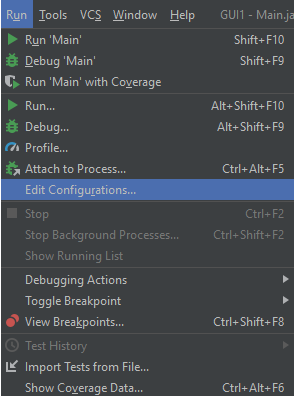 Run Tools VCS Window Help GUI1 - Main.ja
Run 'Main' Shift+F10
Debug 'Main' Shift+F9
Run 'Main' with Coverage
Run... Alt+Shift+F10
Debug... Alt+Shift+F9
Profile...
Attach to Process... Ctrl+Alt+F5
Edit Configurations...
Stop Ctrl+F2
Stop Background Processes... Ctrl+Shift+F2
Show Running List
Debugging Actions
Toggle Breakpoint
View Breakpoints... Ctrl+Shift+F8
Test History
Import Tests from File...
Show Coverage Data... Ctrl+Alt+F6